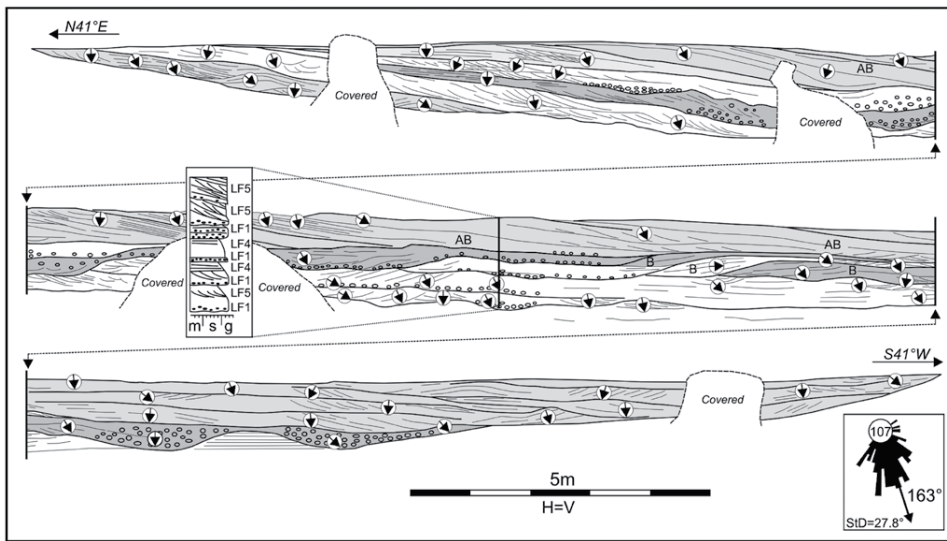 N41°E
Covered
AB
Covered
LF5
LF5
LF1
LF4
LF1
LF4
LF1
LF5
LF1
m s g
Covered
Covered
AB
B
B
AB
B
S41°W
Covered
5m
H=V
107
163°
StD=27.8°